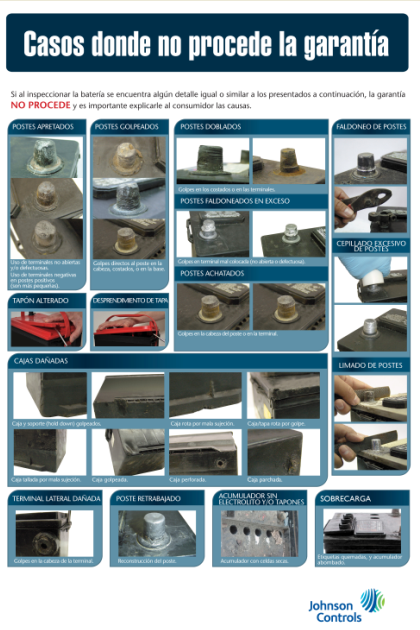 Casos donde no procede la garantía
Si al inspeccionar la batería se encuentra algún detalle igual o similar a los presentados a continuación, la garantía
NO PROCEDE y es importante explicarle al consumidor las causas.
POSTES APRETADOS
Uso de terminales no abiertas
y/o defectuosas.
Uso de terminales negativas
en postes positivos
(son más pequeñas).
POSTES GOLPEADOS
Golpes directos al poste en la
cabeza, costados, o en la base.
POSTES DOBLADOS
Golpes en los costados o en las terminales.
POSTES FALDONEADOS EN EXCESO
Golpes en terminal mal colocada (no abierta o defectuosa).
POSTES ACHATADOS
Golpes en la cabeza del poste o en la terminal.
FALDONEO DE POSTES
CEPILLADO EXCESIVO
DE POSTES
LIMADO DE POSTES
TAPÓN ALTERADO
DESPRENDIMIENTO DE TAPA
CAJAS DAÑADAS
Caja y soporte (hold down) golpeados.
Caja rota por mala sujeción.
Caja/tapa rota por golpe.
Caja tallada por mala sujeción.
Caja golpeada.
Caja perforada.
Caja parchada.
TERMINAL LATERAL DAÑADA
Golpes en la cabeza de la terminal.
POSTE RETRABAJADO
Reconstrucción del poste.
ACUMULADOR SIN
ELECTROLITO Y/O TAPONES
Acumulador con celdas secas.
SOBRECARGA
Etiquetas quemadas, y acumulador
abombado.
Johnson
Controls